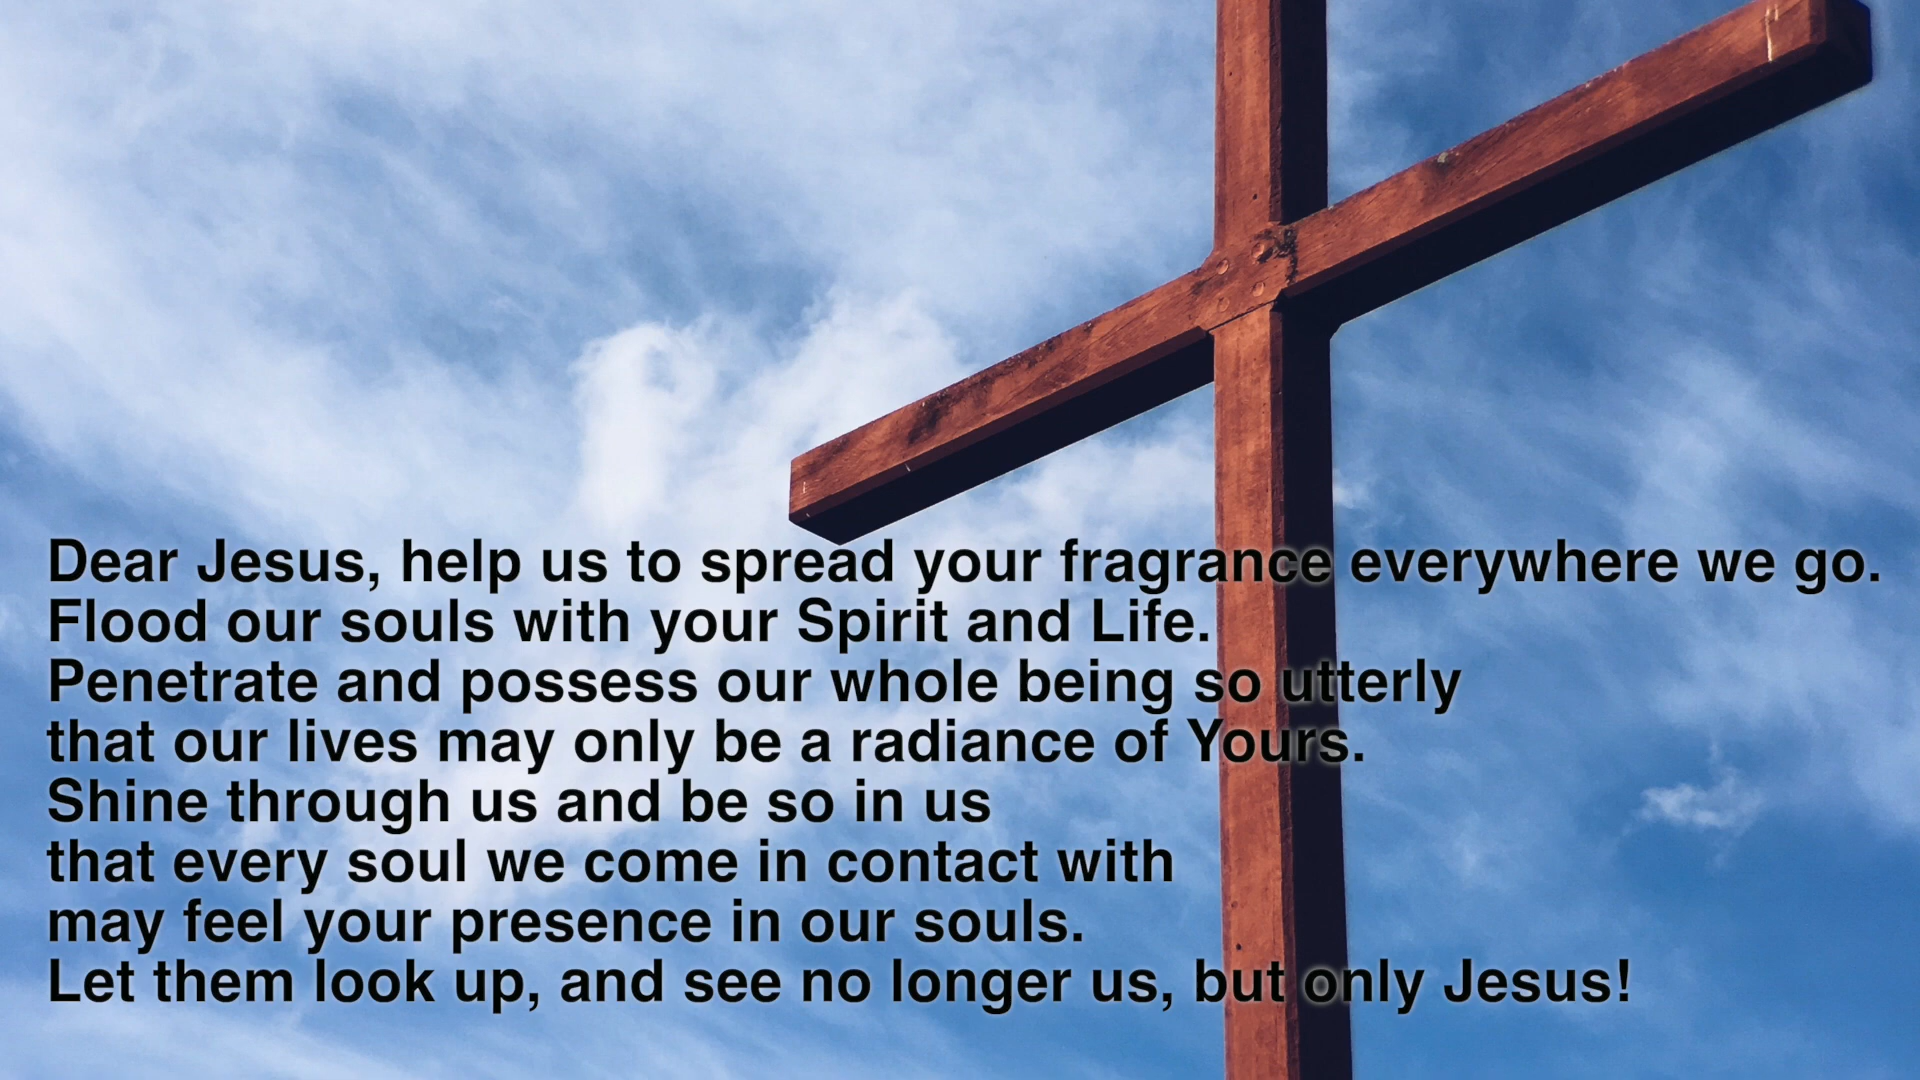 Dear Jesus, help us to spread your fragrance everywhere we go.
Flood our souls with your Spirit and Life.
Penetrate and possess our whole being so utterly
that our lives may only be a radiance of Yours.
Shine through us and be so in us
that every soul we come in contact with
may feel your presence in our souls.
Let them look up, and see no longer us, but only Jesus!